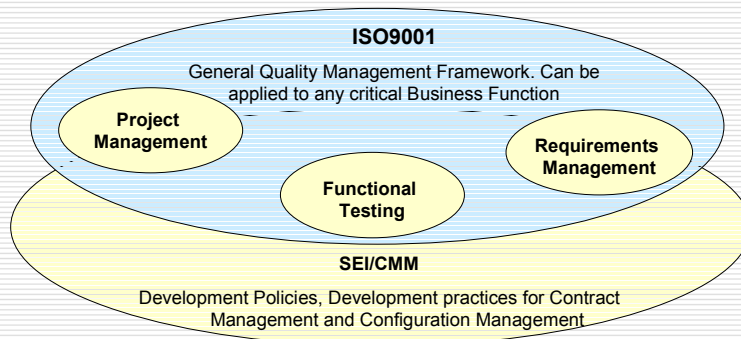 ISO9001
General Quality Management Framework. Can be
applied to any critical Business Function
Project
Management
Requirements
Management
Functional
Testing
SEI/CMM
Development Policies, Development practices for Contract
Management and Configuration Management